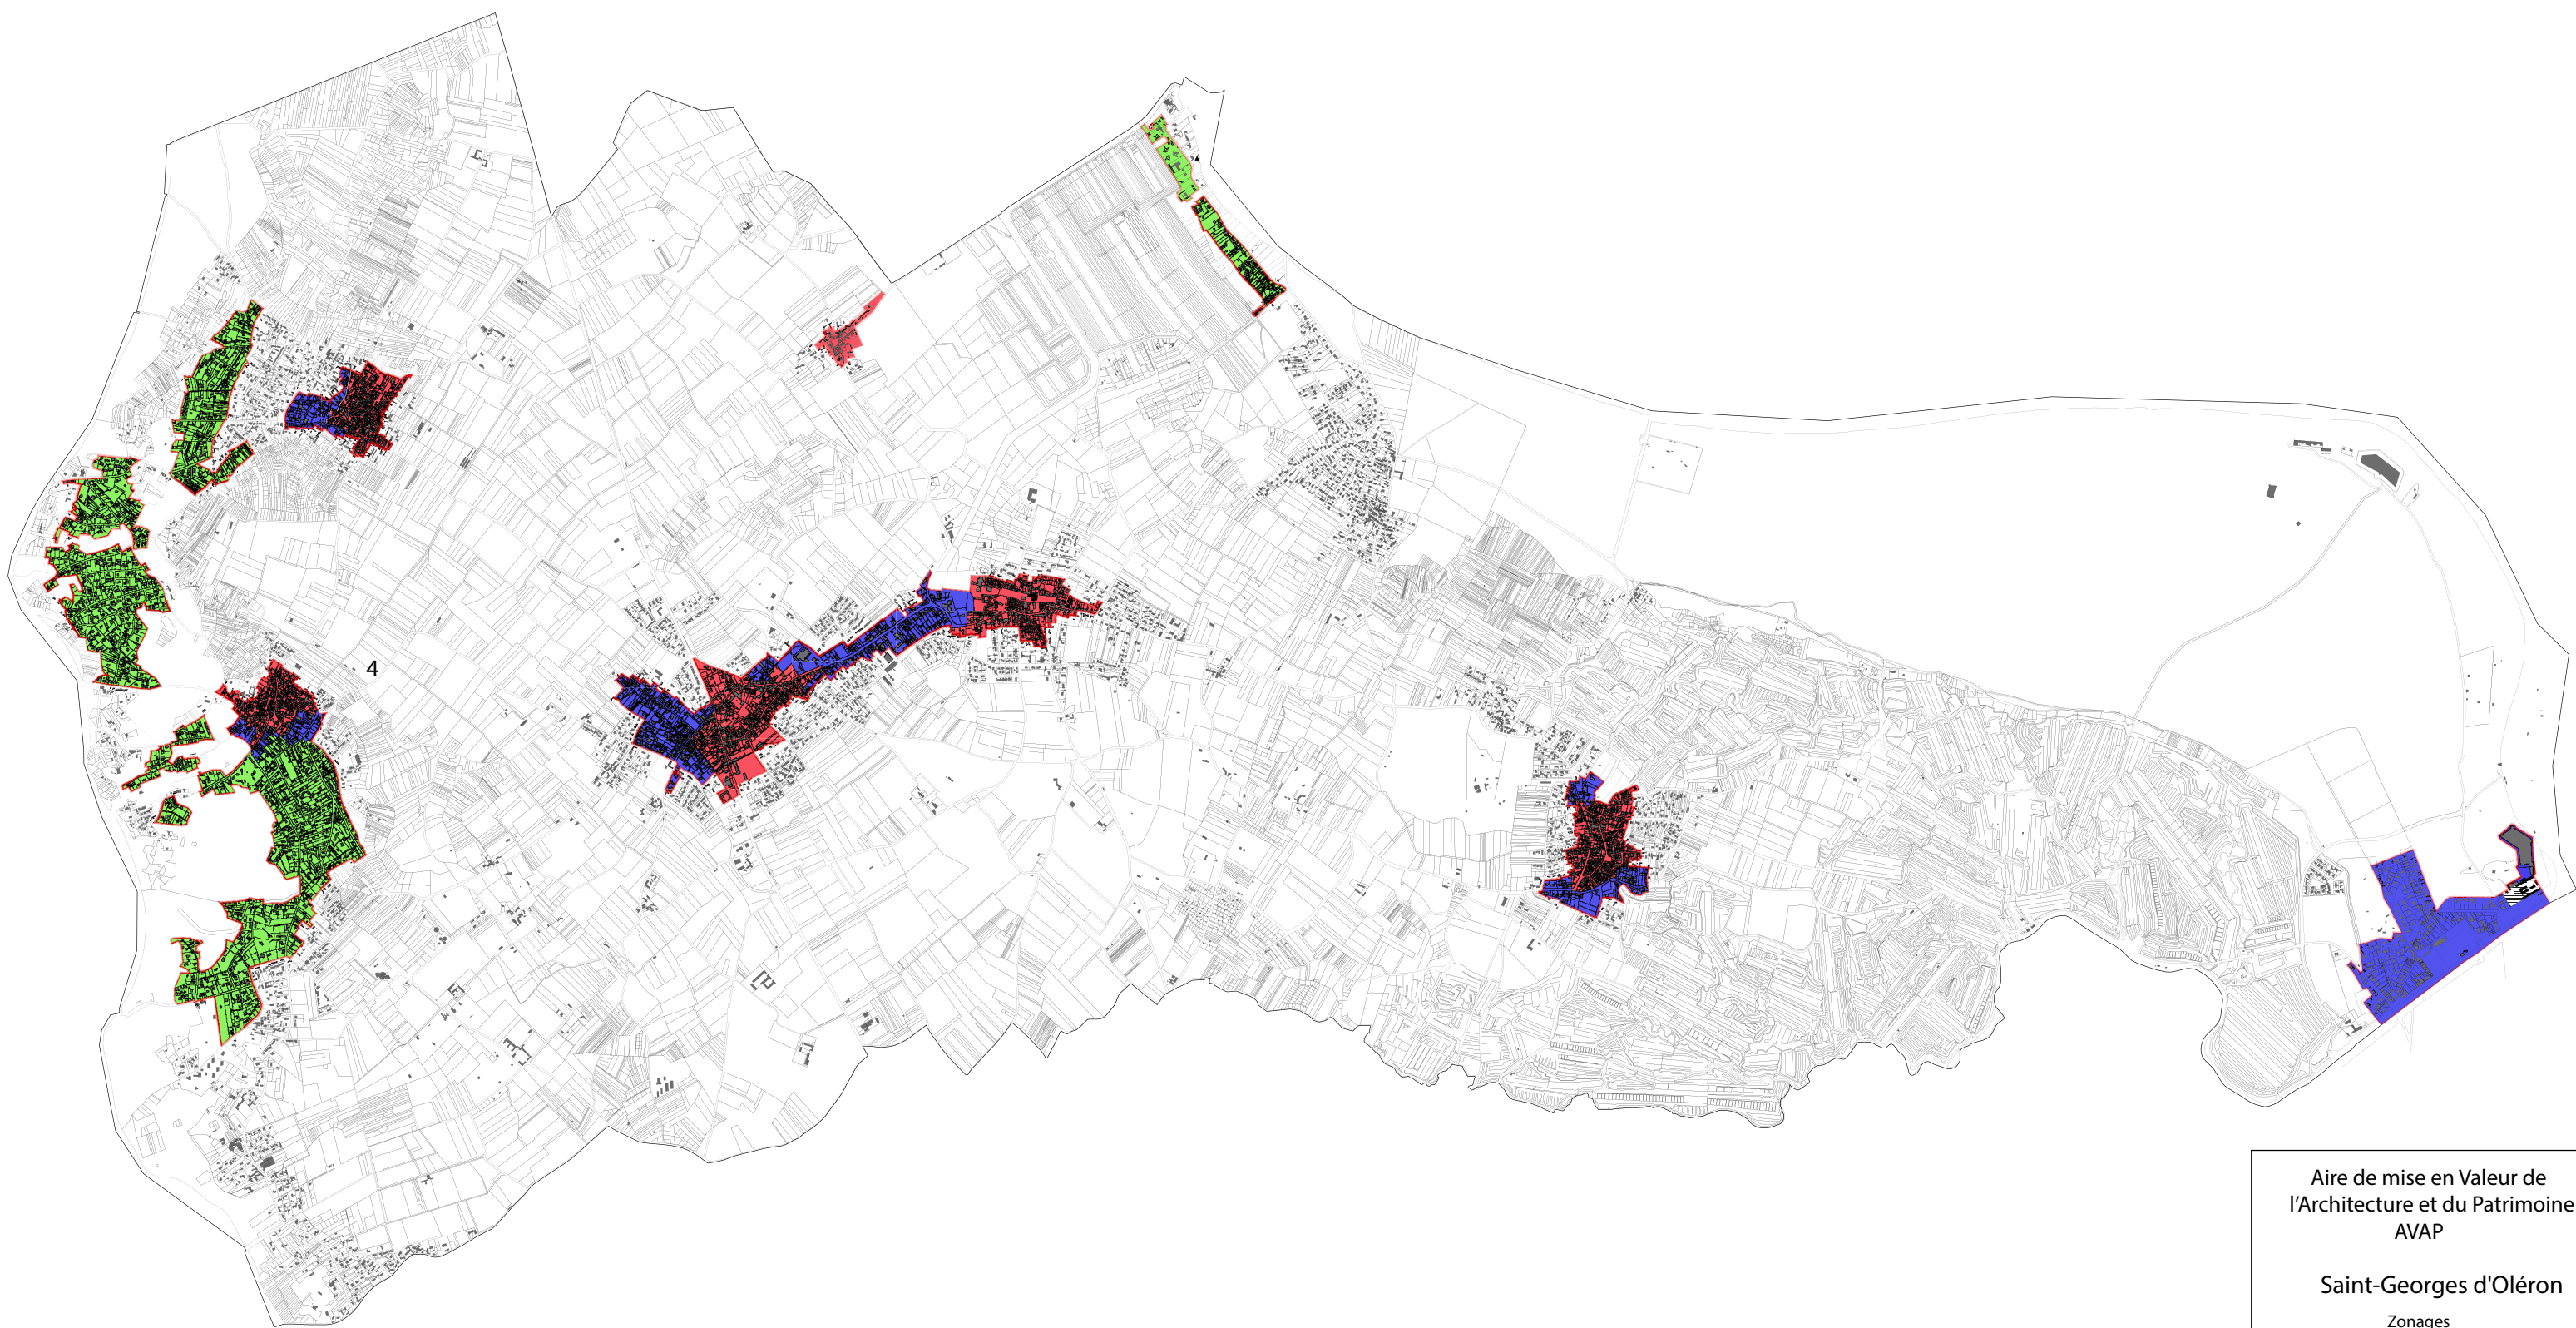 4
Aire de mise en Valeur de
l'Architecture et du Patrimoine
AVAP
Saint-Georges d'Oléron
Zonages